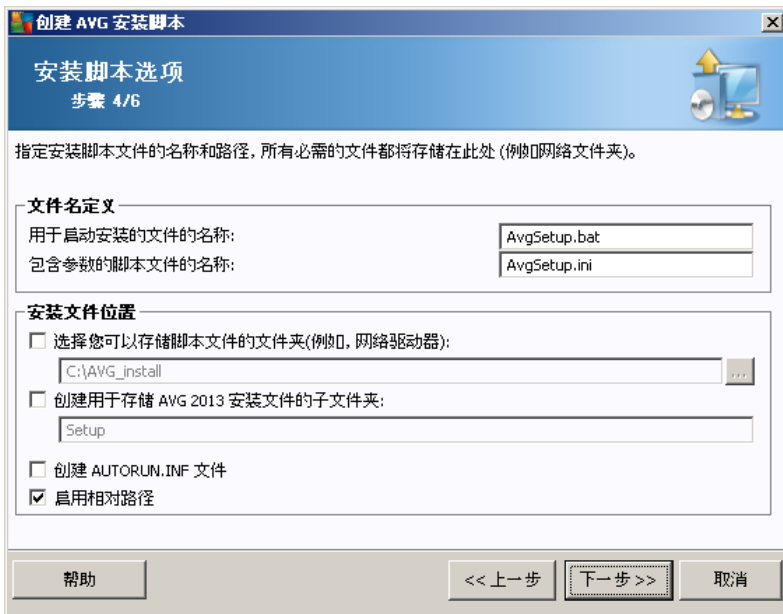 创建 AVG 安装脚本
安装脚本选项
步骤 4/6
指定安装脚本文件的名称和路径, 所有必需的文件都将存储在此处 (例如网络文件夹)。
文件名定义
用于启动安装的文件的名称:
AvgSetup.bat
包含参数的脚本文件的名称:
AvgSetup.ini
安装文件位置
选择您可以存储脚本文件的文件夹(例如, 网络驱动器):
C:\AVG_install
...
创建用于存储 AVG 2013 安装文件的子文件夹:
Setup
创建 AUTORUN.INF 文件
启用相对路径
帮助
<< 上一步
下一步 >>
取消